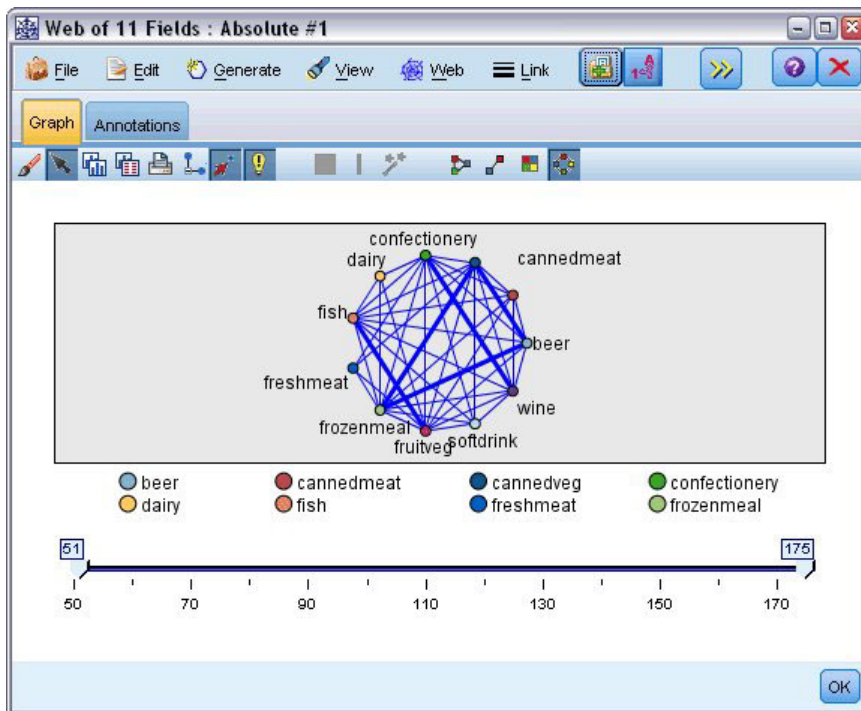 Web of 11 Fields : Absolute #1
File Edit Generate View Web Link
Graph Annotations
confectionery
dairy cannedmeat
fish
beer
freshmeat
wine
frozenmeal softdrink
fruitveg
beer cannedmeat cannedveg confectionery
dairy fish freshmeat frozenmeal
51 175
50 70 90 110 130 150 170
OK